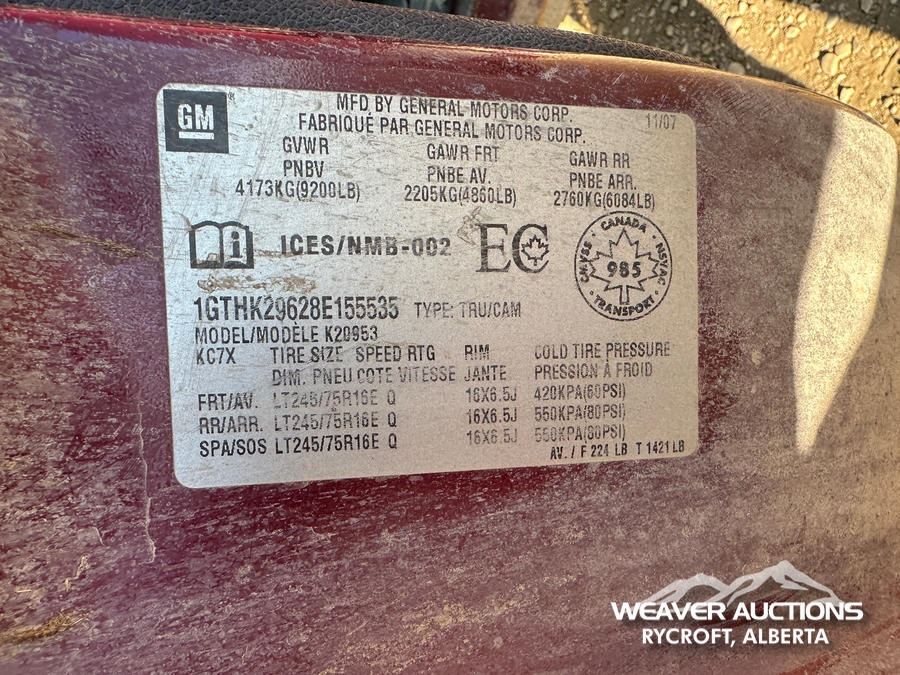 GM
MFD BY GENERAL MOTORS CORP.
FABRIQUÉ PAR GENERAL MOTORS CORP.
11/07
GVWR GAWR FRT GAWR RR
PNBV PNBE AV. PNBE ARR.
4173KG(9200LB) 2205KG(4860LB) 2760KG(6084LB)
i ICES/NMB-002 EC
CANADA
CMVSS 985 NSVAC
TRANSPORT
1GTHK29628E155535 TYPE: TRU/CAM
MODEL/MODÈLE K20953
KC7X TIRE SIZE SPEED RTG RIM COLD TIRE PRESSURE
DIM. PNEU COTE VITESSE JANTE PRESSION À FROID
FRT/AV. LT245/75R16E Q 16X6.5J 420KPA(60PSI)
RR/ARR. LT245/75R16E Q 16X6.5J 550KPA(80PSI)
SPA/SOS LT245/75R16E Q 16X6.5J 550KPA(80PSI)
AV. / F 224 LB T 1421 LB
WEAVER AUCTIONS
RYCROFT, ALBERTA